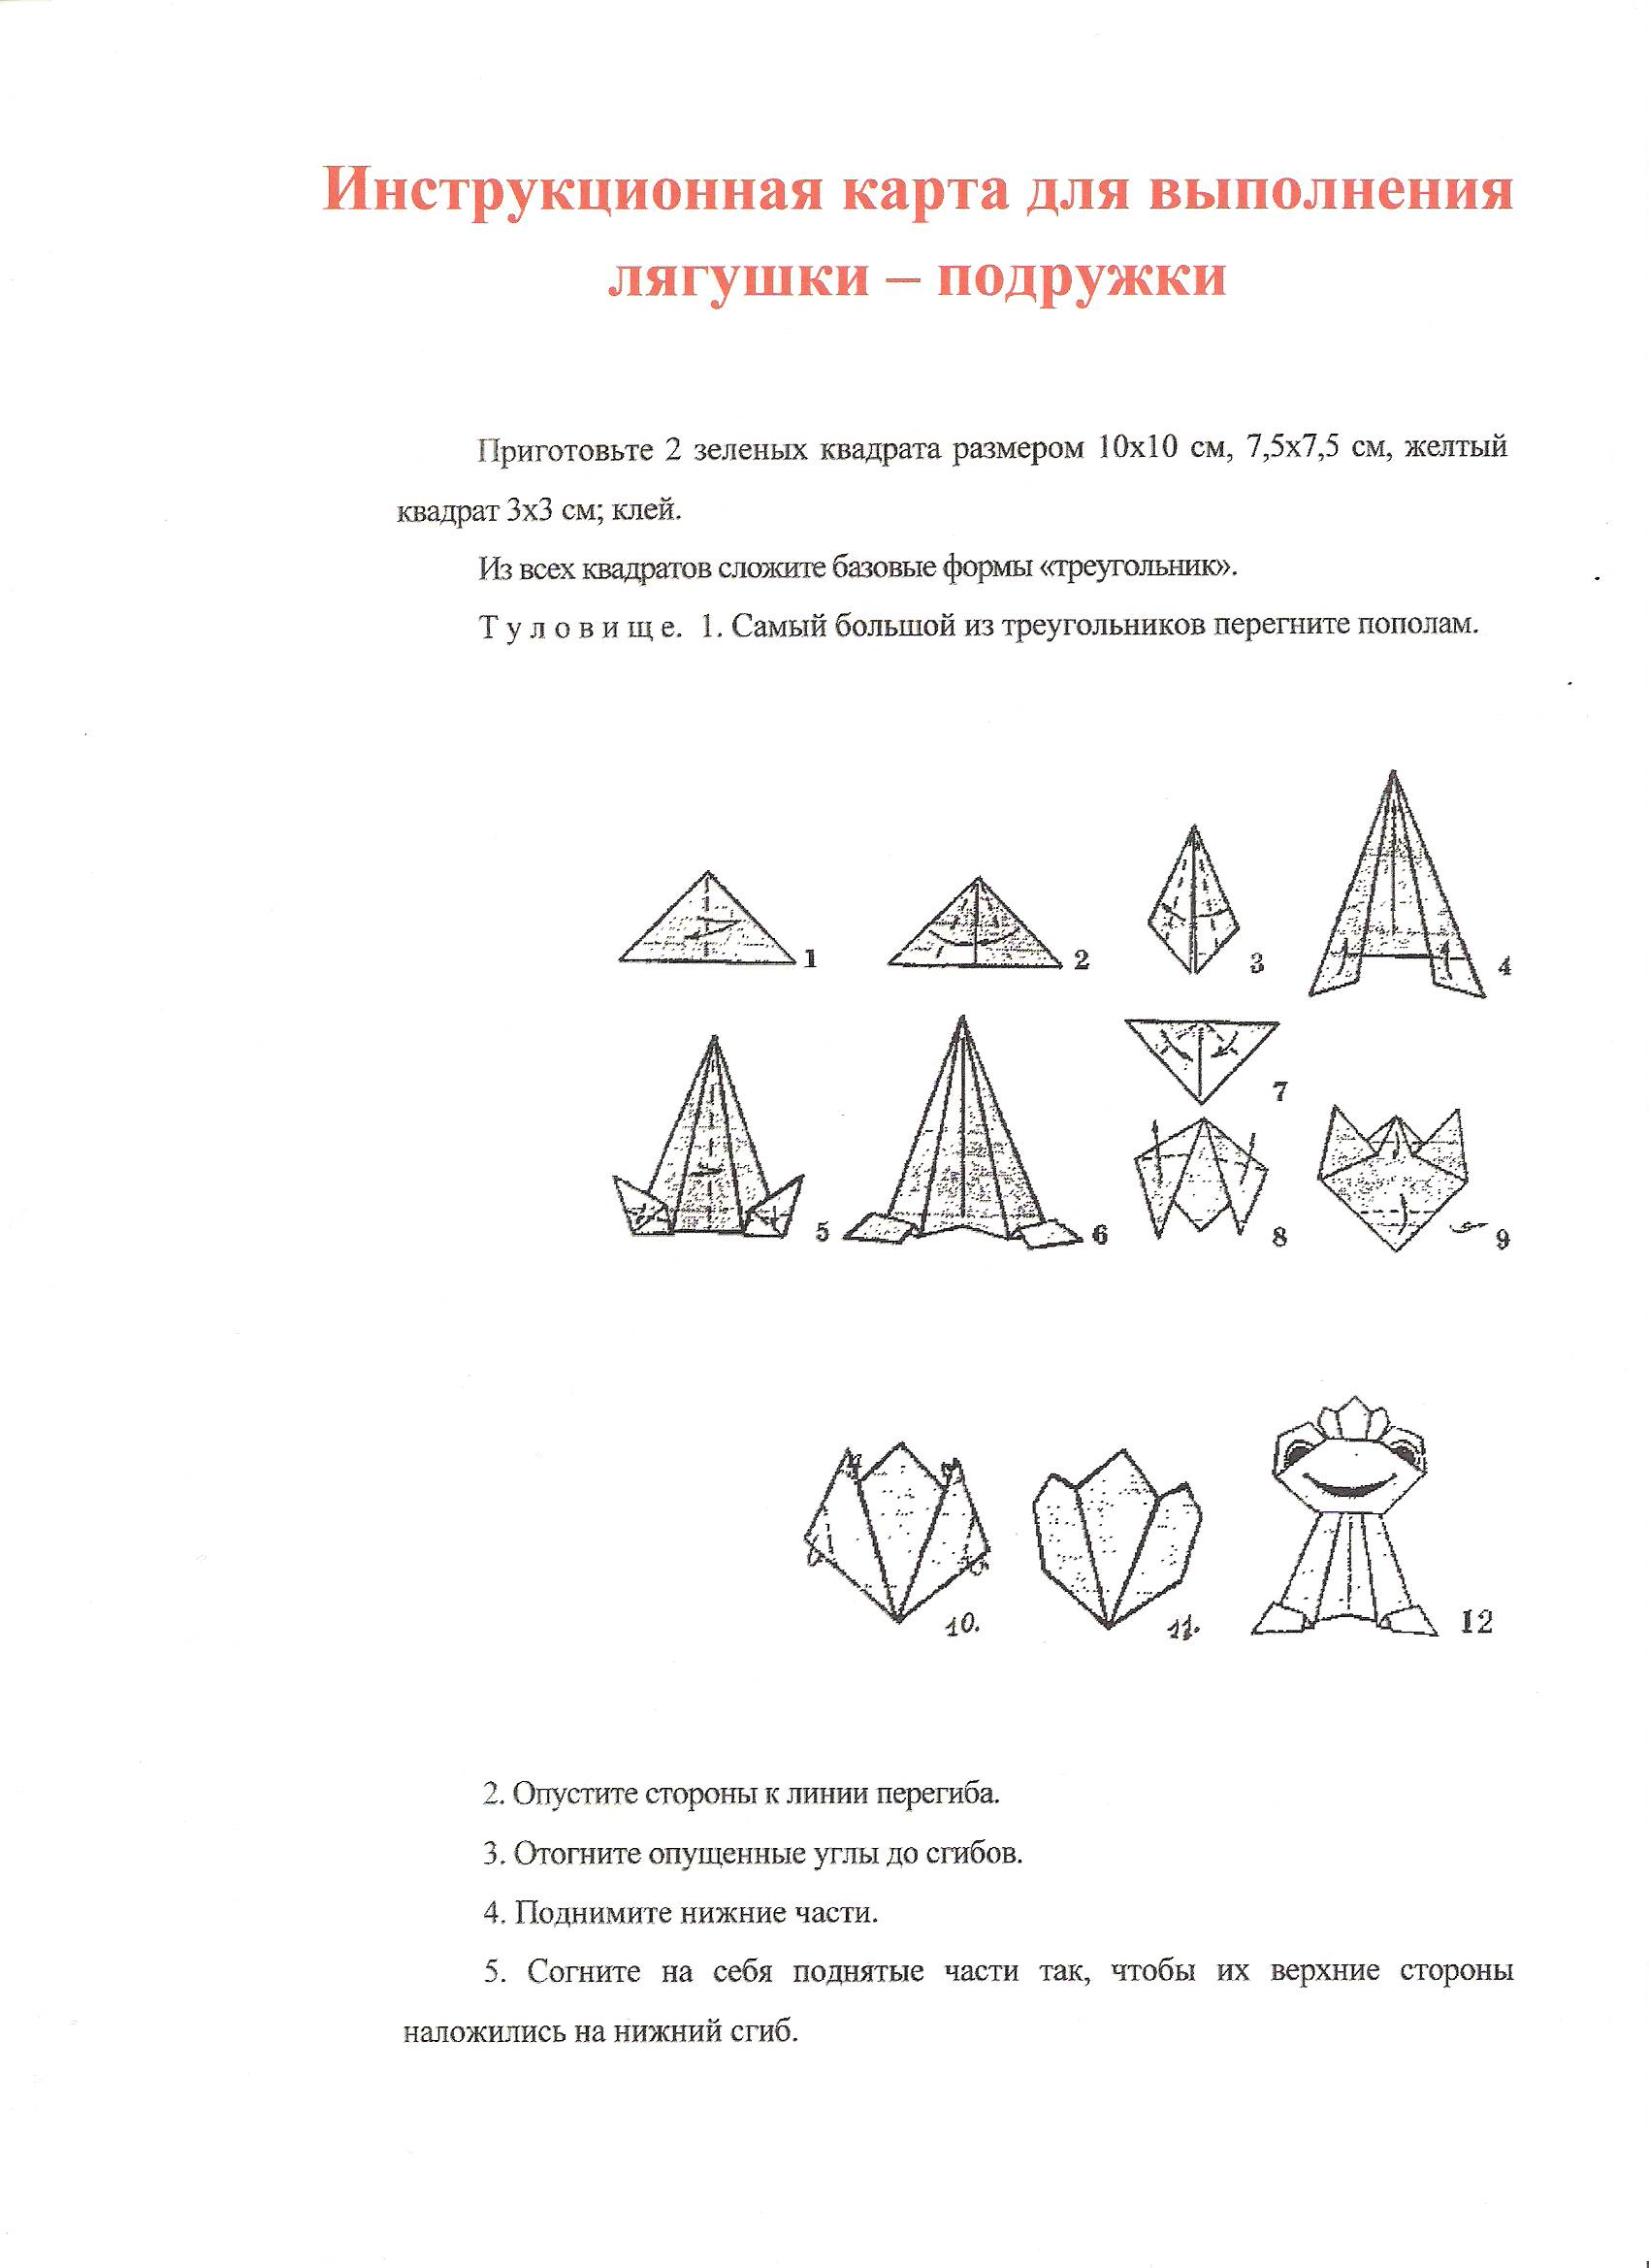 Инструкционная карта для выполнения
лягушки – подружки
Приготовьте 2 зеленых квадрата размером 10х10 см, 7,5х7,5 см, желтый
квадрат 3х3 см; клей.
Из всех квадратов сложите базовые формы «треугольник».
Т у л о в и щ е. 1. Самый большой из треугольников перегните пополам.
1
2
3
4
5
6
7
8
9
10.
11.
12
2. Опустите стороны к линии перегиба.
3. Отогните опущенные углы до сгибов.
4. Поднимите нижние части.
5. Согните на себя поднятые части так, чтобы их верхние стороны
наложились на нижний сгиб.